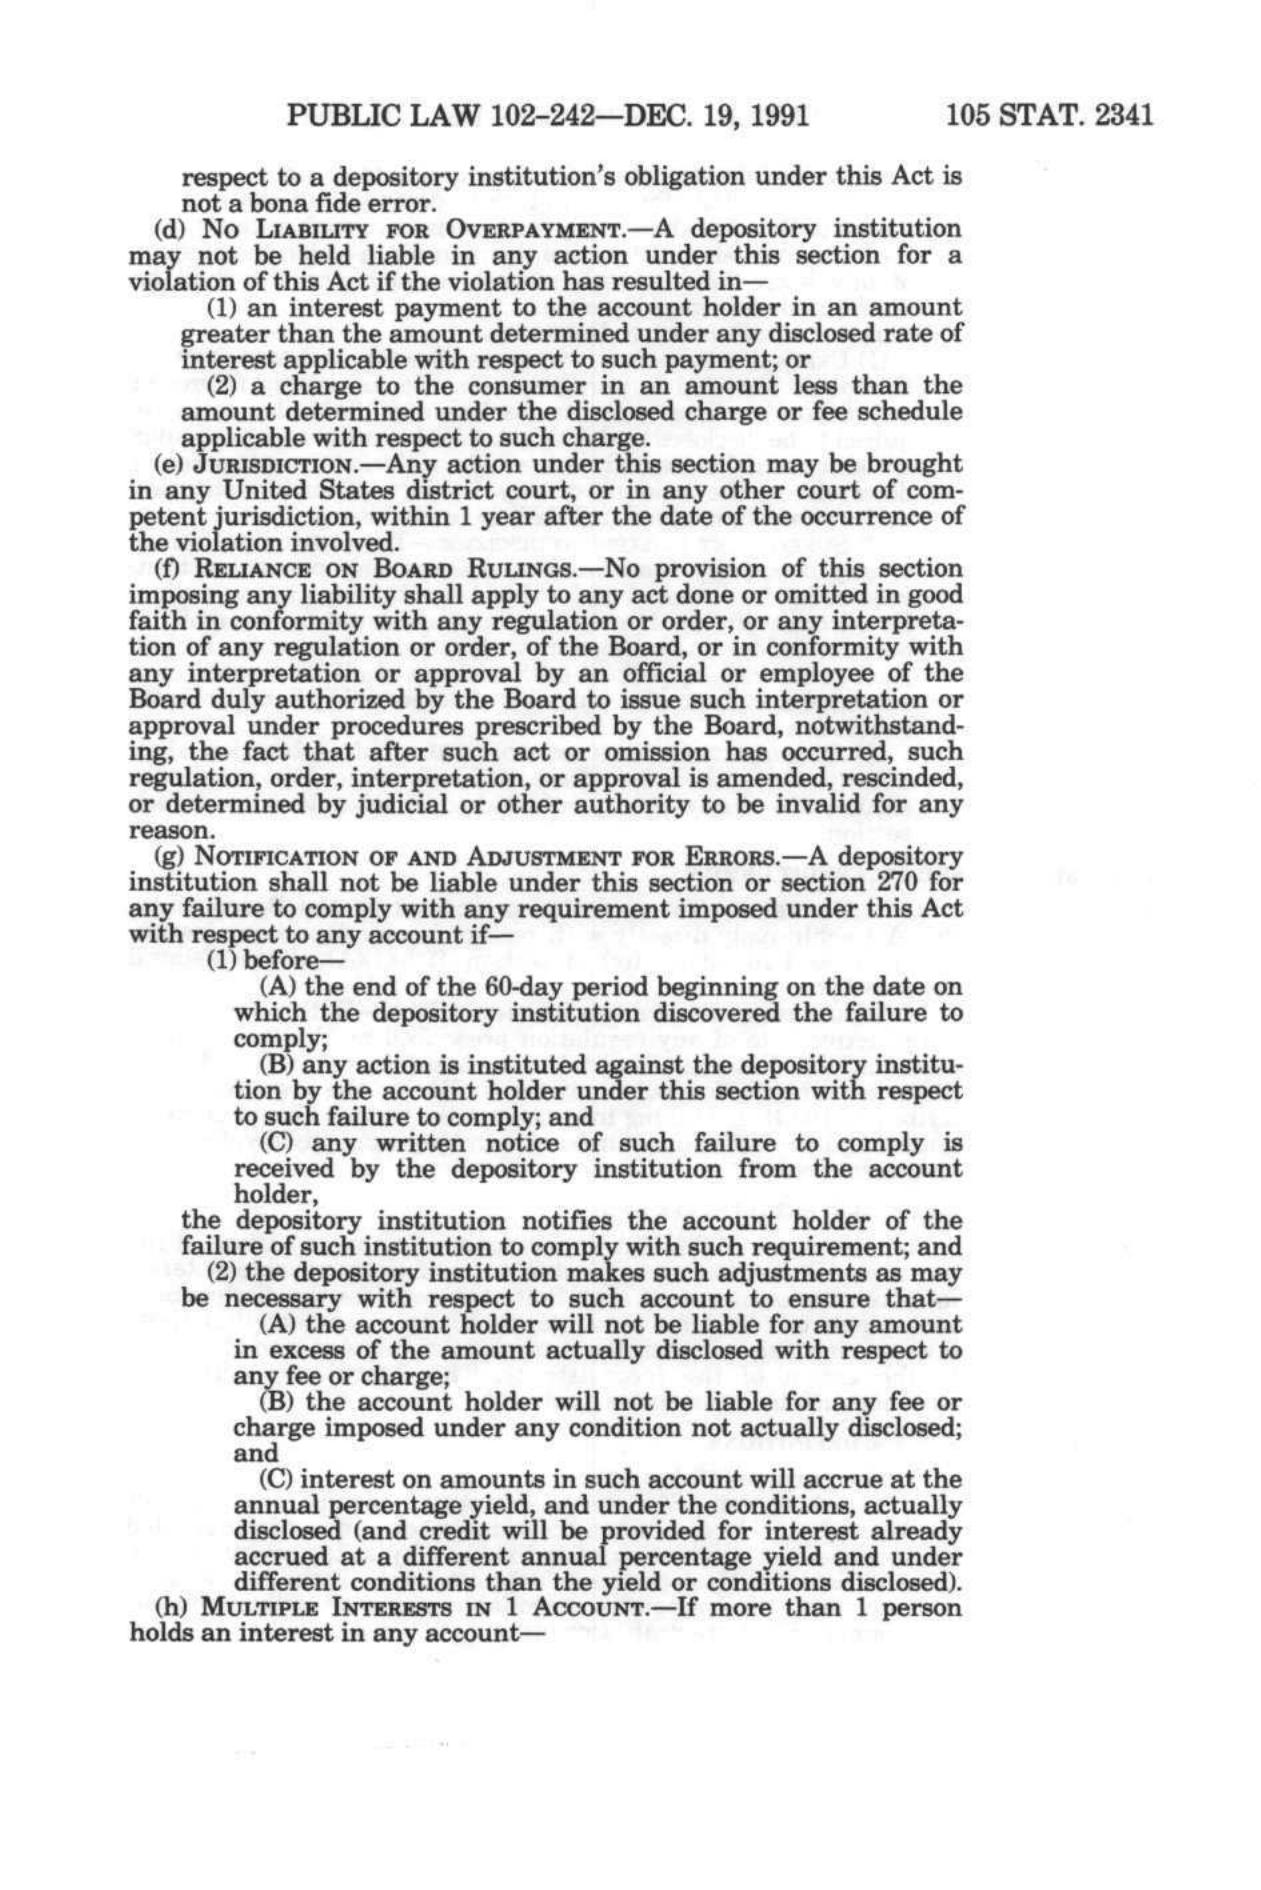 PUBLIC LAW 102-242—DEC. 19, 1991 105 STAT. 2341
respect to a depository institution's obligation under this Act is
not a bona fide error.
(d) NO LIABILITY FOR OVERPAYMENT.—A depository institution
may not be held liable in any action under this section for a
violation of this Act if the violation has resulted in—
(1) an interest payment to the account holder in an amount
greater than the amount determined under any disclosed rate of
interest applicable with respect to such payment; or
(2) a charge to the consumer in an amount less than the
amount determined under the disclosed charge or fee schedule
applicable with respect to such charge.
(e) JURISDICTION.—Any action under this section may be brought
in any United States district court, or in any other court of com-
petent jurisdiction, within 1 year after the date of the occurrence of
the violation involved.
(f) RELIANCE ON BOARD RULINGS.—No provision of this section
imposing any liability shall apply to any act done or omitted in good
faith in conformity with any regulation or order, or any interpreta-
tion of any regulation or order, of the Board, or in conformity with
any interpretation or approval by an official or employee of the
Board duly authorized by the Board to issue such interpretation or
approval under procedures prescribed by the Board, notwithstand-
ing, the fact that after such act or omission has occurred, such
regulation, order, interpretation, or approval is amended, rescinded,
or determined by judicial or other authority to be invalid for any
reason.
(g) NOTIFICATION OF AND ADJUSTMENT FOR ERRORS.—A depository
institution shall not be liable under this section or section 270 for
any failure to comply with any requirement imposed under this Act
with respect to any account if—
(1) before—
(A) the end of the 60-day period beginning on the date on
which the depository institution discovered the failure to
comply;
(B) any action is instituted against the depository institu-
tion by the account holder under this section with respect
to such failure to comply; and
(C) any written notice of such failure to comply is
received by the depository institution from the account
holder,
the depository institution notifies the account holder of the
failure of such institution to comply with such requirement; and
(2) the depository institution makes such adjustments as may
be necessary with respect to such account to ensure that—
(A) the account holder will not be liable for any amount
in excess of the amount actually disclosed with respect to
any fee or charge;
(B) the account holder will not be liable for any fee or
charge imposed under any condition not actually disclosed;
and
(C) interest on amounts in such account will accrue at the
annual percentage yield, and under the conditions, actually
disclosed (and credit will be provided for interest already
accrued at a different annual percentage yield and under
different conditions than the yield or conditions disclosed).
(h) MULTIPLE INTERESTS IN 1 ACCOUNT.—If more than 1 person
holds an interest in any account—